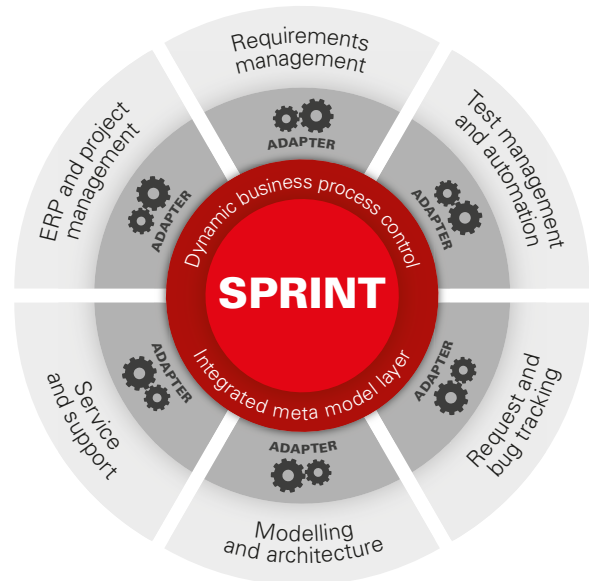 Requirements
management
ADAPTER
Test management
and automation
ADAPTER
Request and
bug tracking
ADAPTER
Modelling
and architecture
ADAPTER
Service
and support
ADAPTER
ERP and project
management
ADAPTER
Dynamic business process control
SPRINT
Integrated meta model layer